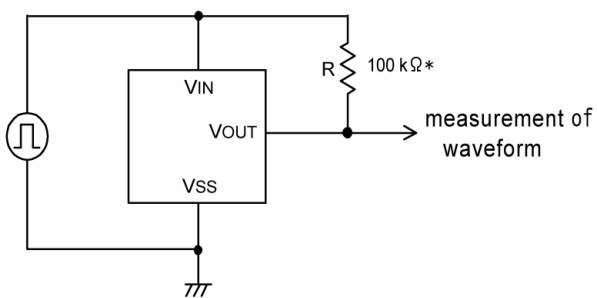 VIN
R
100 kΩ*
VOUT
measurement of
waveform
VSS